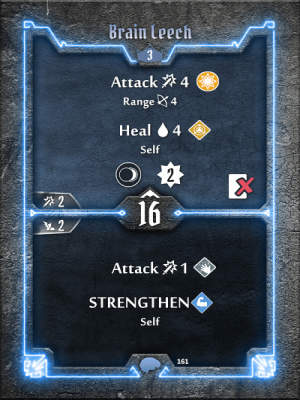 Brain Leech
3
Attack 4
Range 4
Heal 4
Self
2
2
16
2
Attack 1
STRENGTHEN
Self
161